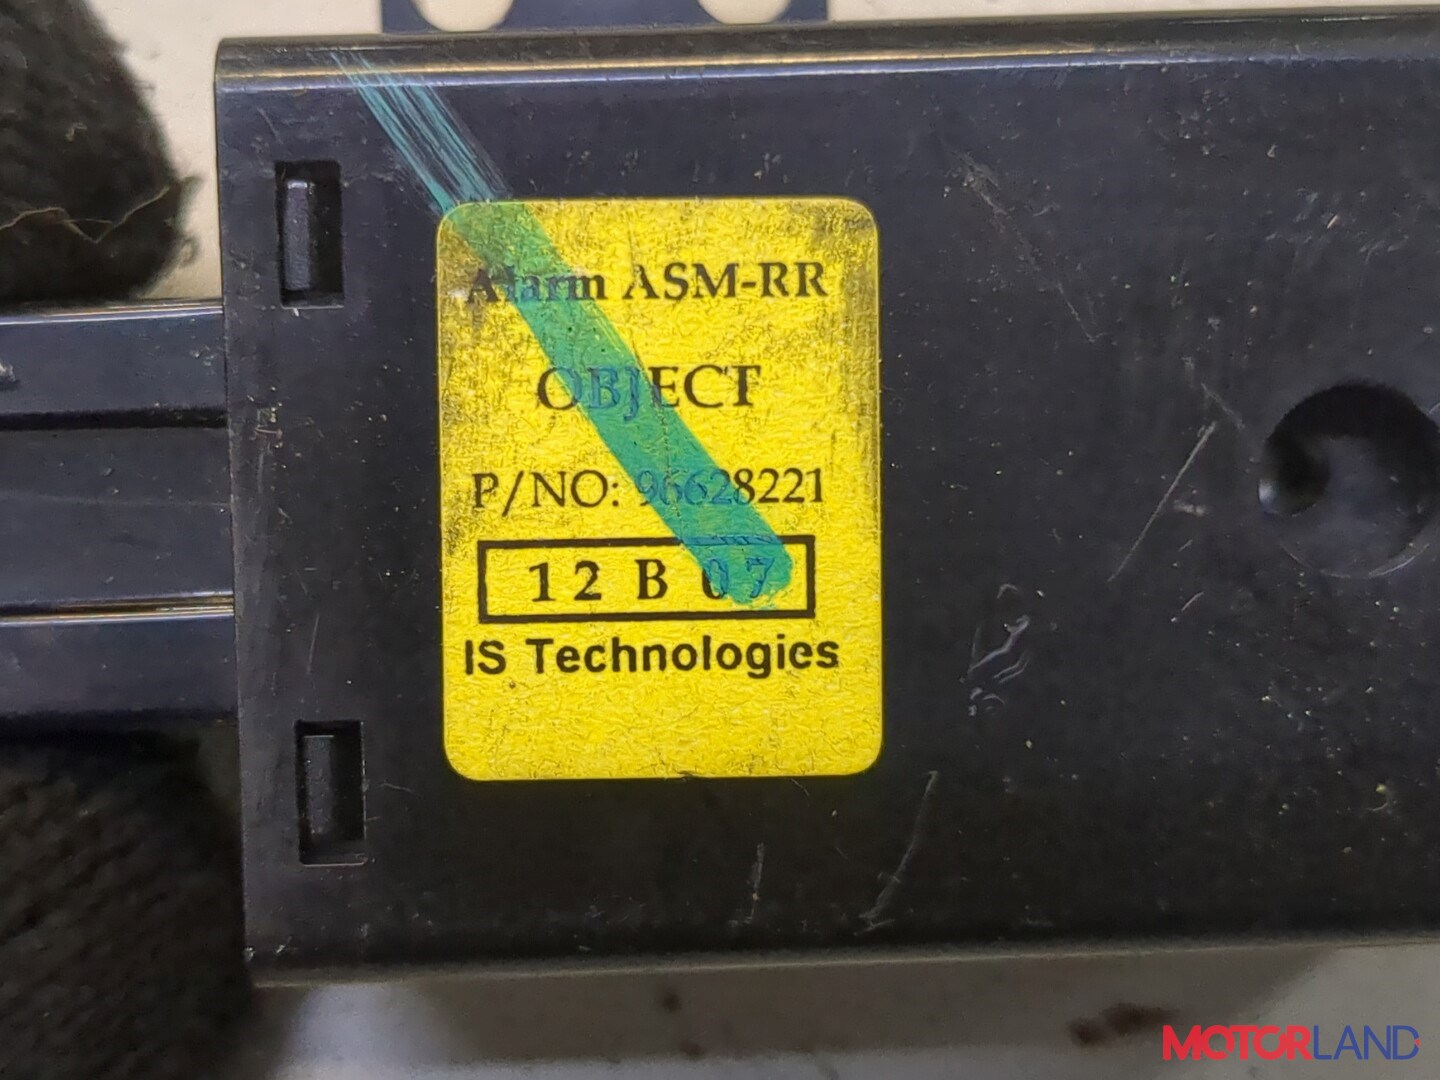 Alarm ASM-RR
OBJECT
P/NO: 96628221
12 B 07
IS Technologies
MOTORLAND